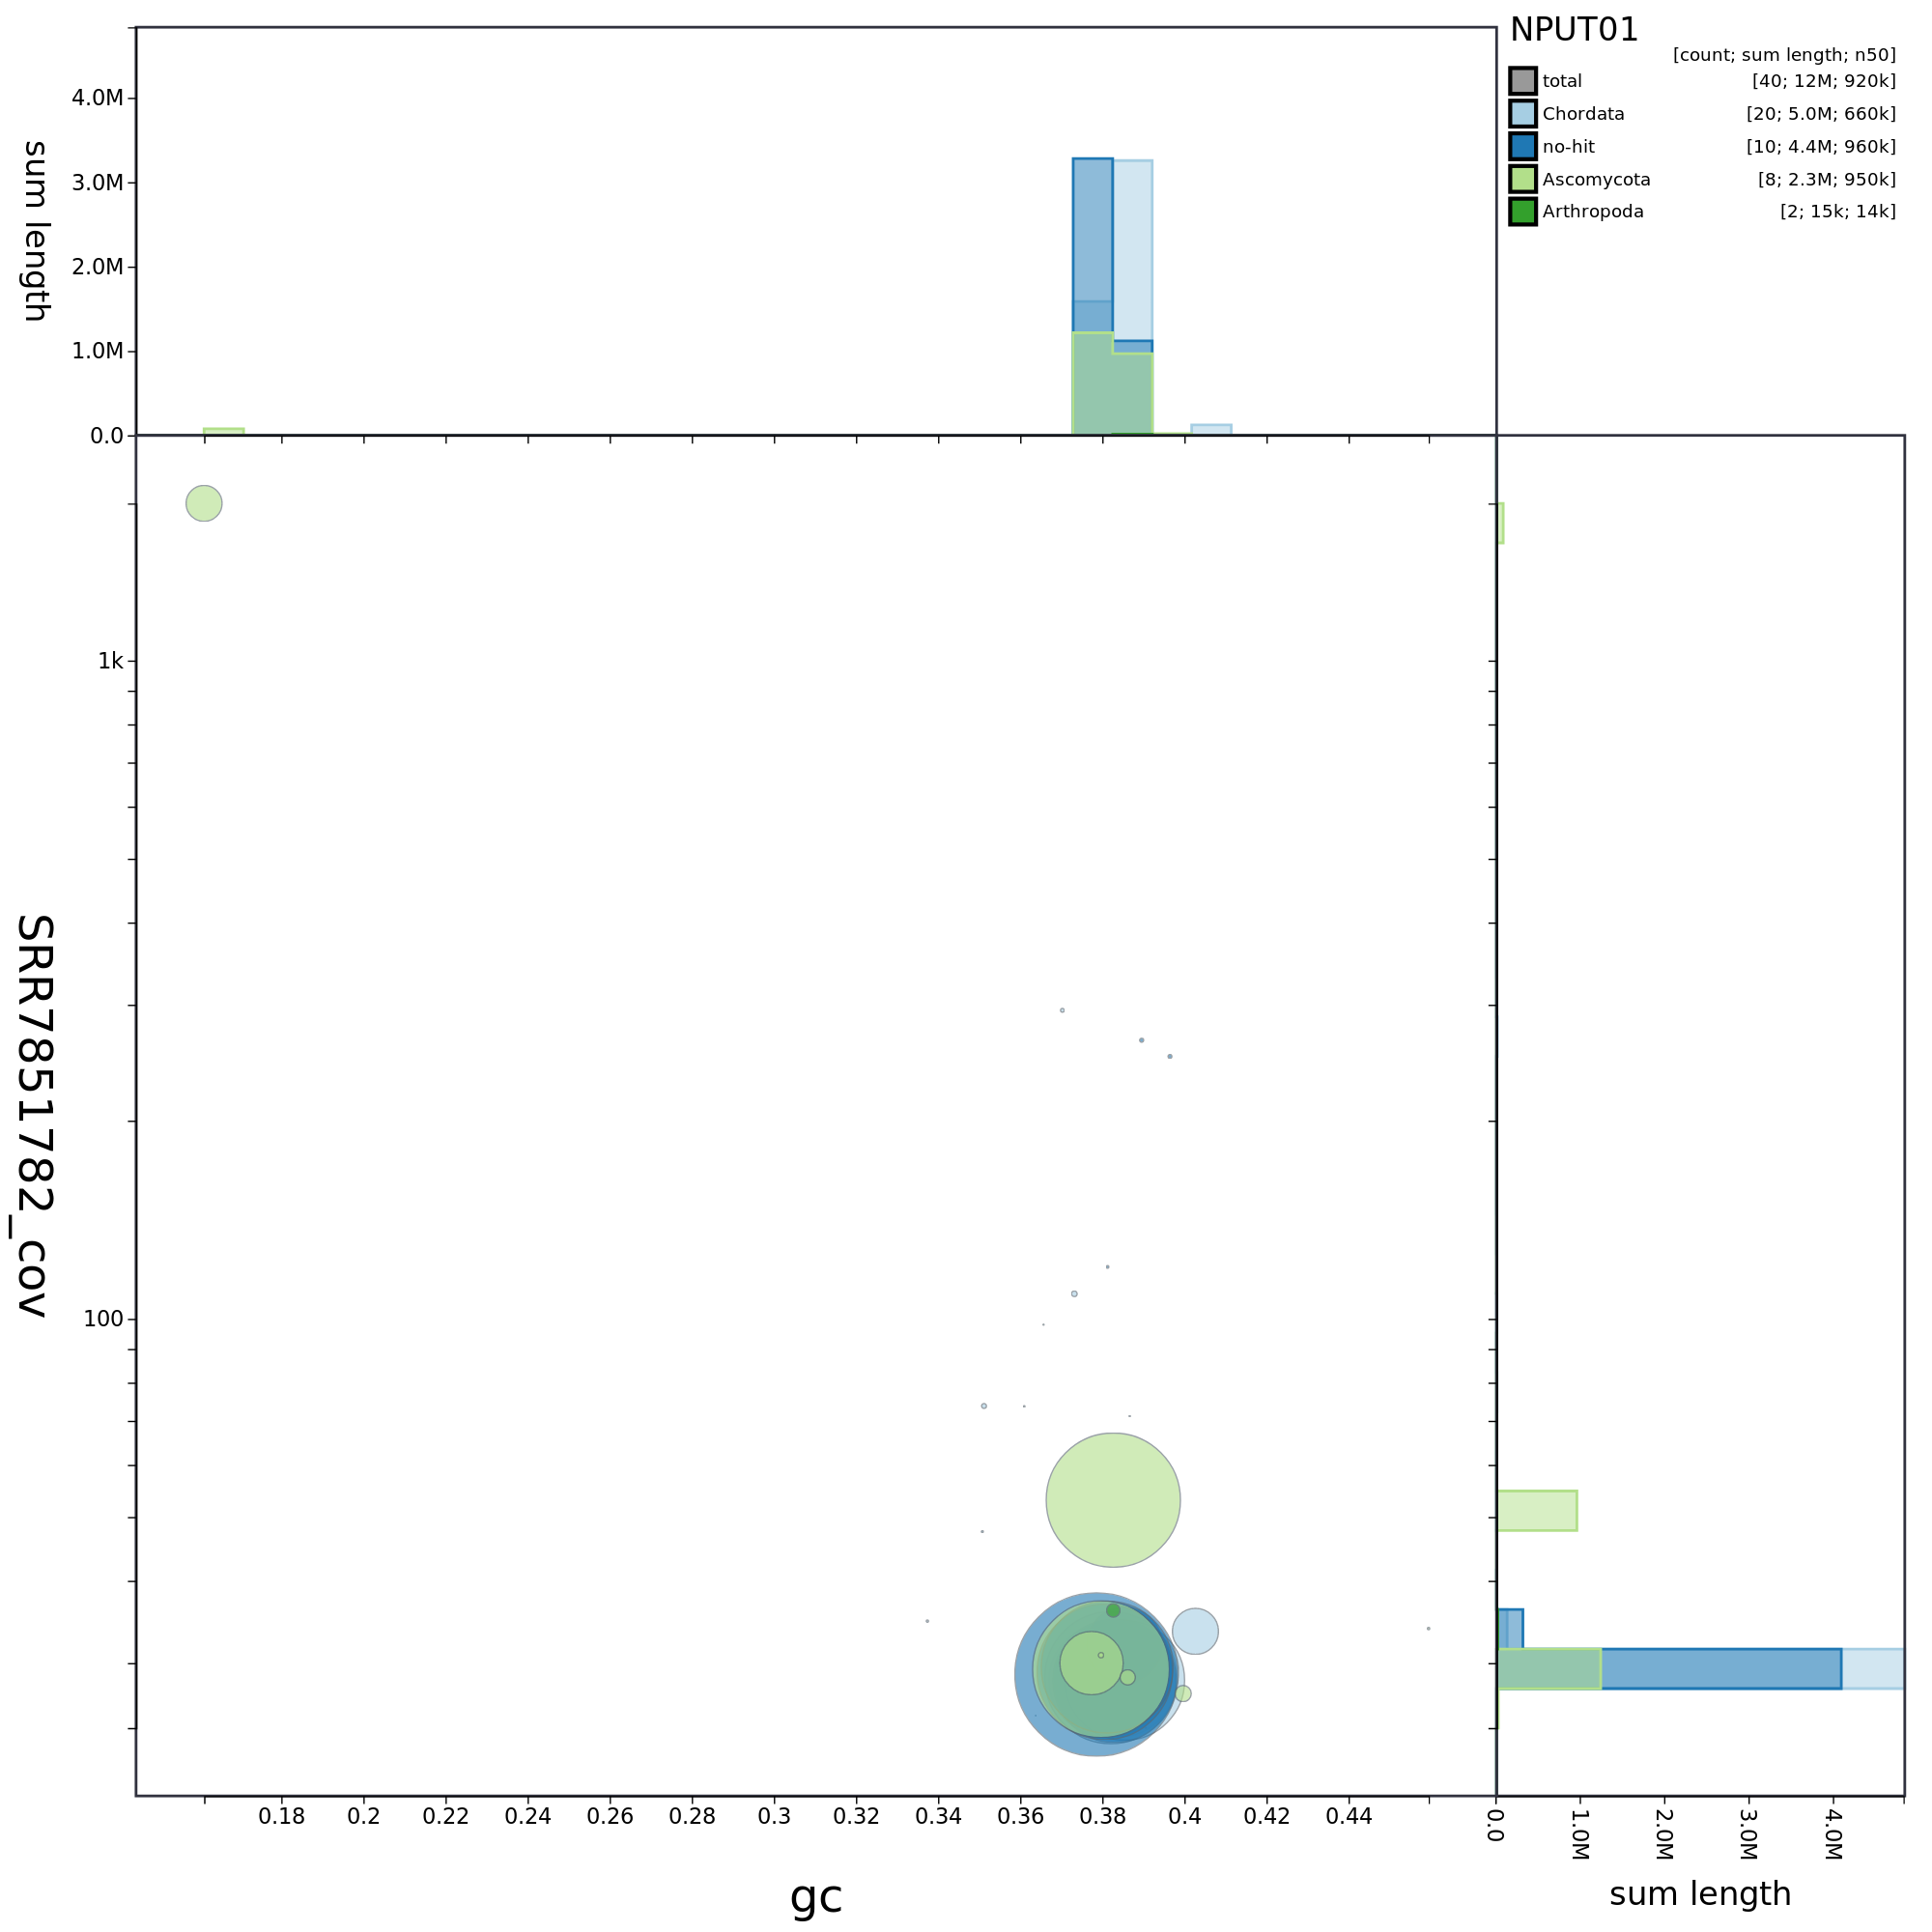 NPUT01
[count; sum length; n50]
total [40; 12M; 920k]
Chordata [20; 5.0M; 660k]
no-hit [10; 4.4M; 960k]
Ascomycota [8; 2.3M; 950k]
Arthropoda [2; 15k; 14k]
sum length
4.0M
3.0M
2.0M
1.0M
0.0
SRR7851782_cov
1k
100
0.18 0.2 0.22 0.24 0.26 0.28 0.3 0.32 0.34 0.36 0.38 0.4 0.42 0.44
gc
0.0 1.0M 2.0M 3.0M 4.0M
sum length